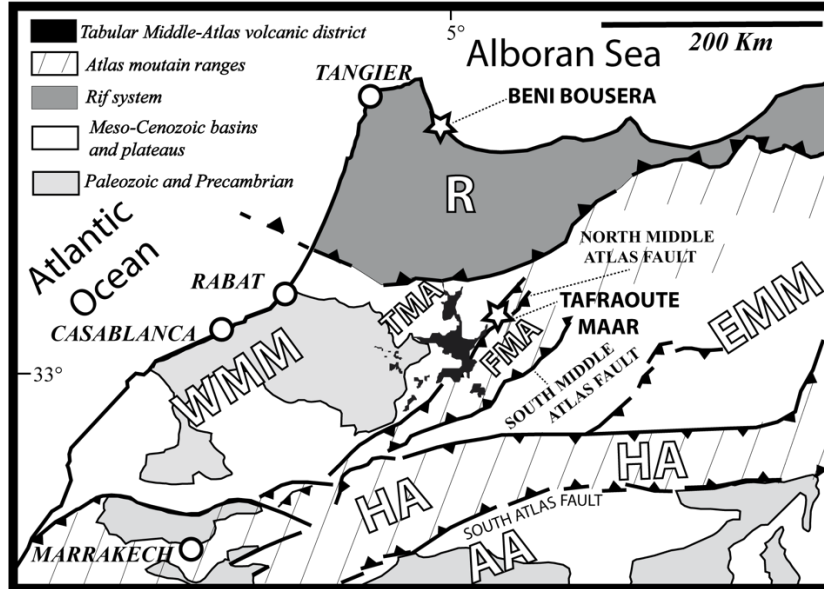 Tabular Middle-Atlas volcanic district
Atlas moutain ranges
Rif system
Meso-Cenozoic basins
and plateaus
Paleozoic and Precambrian
5°
200 Km
Alboran Sea
TANGIER
BENI BOUSERA
R
Atlantic
Ocean
NORTH MIDDLE
ATLAS FAULT
RABAT
TMA
TAFRAOUTE
MAAR
CASABLANCA
FMA
EMM
WMM
33°
SOUTH MIDDLE
ATLAS FAULT
HA
HA
SOUTH ATLAS FAULT
MARRAKECH
AA